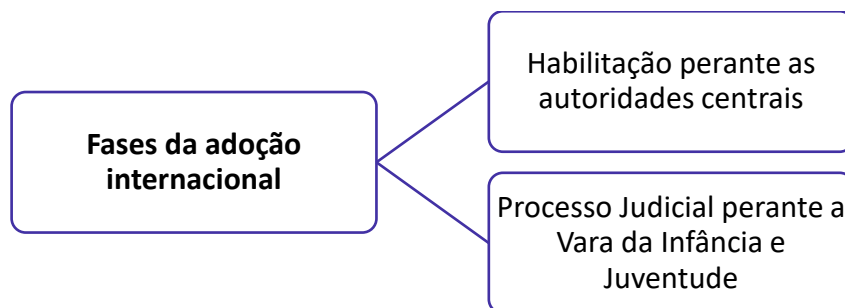 Fases da adoção
internacional
Habilitação perante as
autoridades centrais
Processo Judicial perante a
Vara da Infância e
Juventude